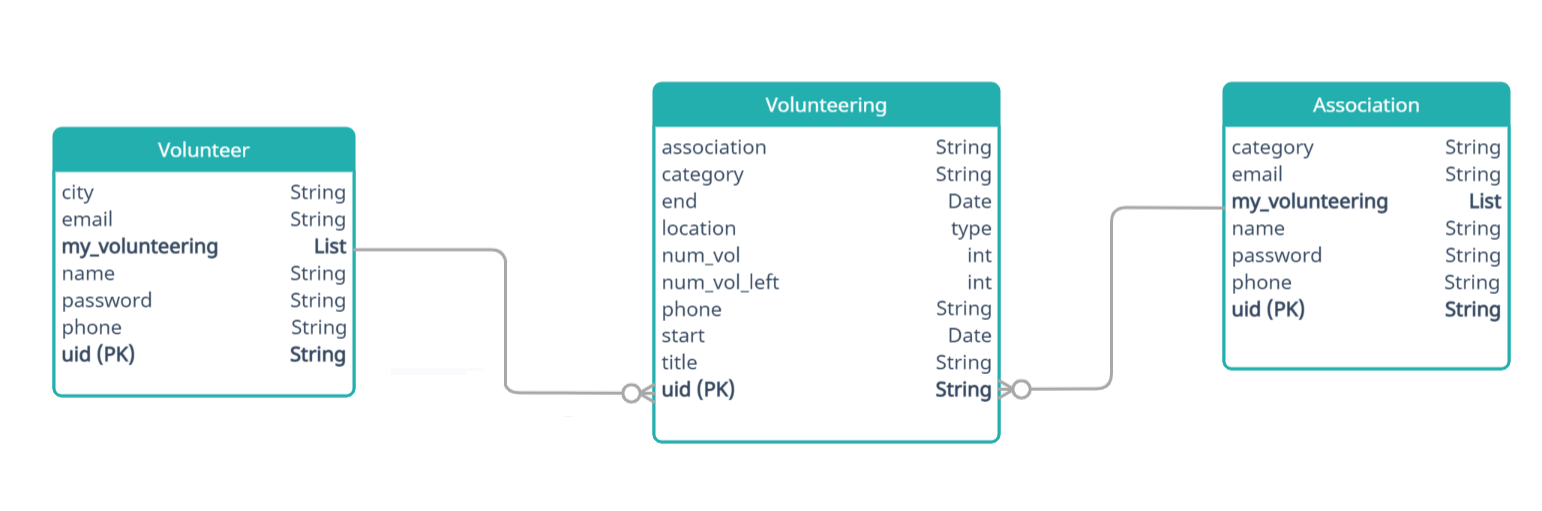 Volunteer
city String
email String
my_volunteering List
name String
password String
phone String
uid (PK) String
Volunteering
association String
category String
end Date
location type
num_vol int
num_vol_left int
phone String
start Date
title String
uid (PK) String
Association
category String
email String
my_volunteering List
name String
password String
phone String
uid (PK) String